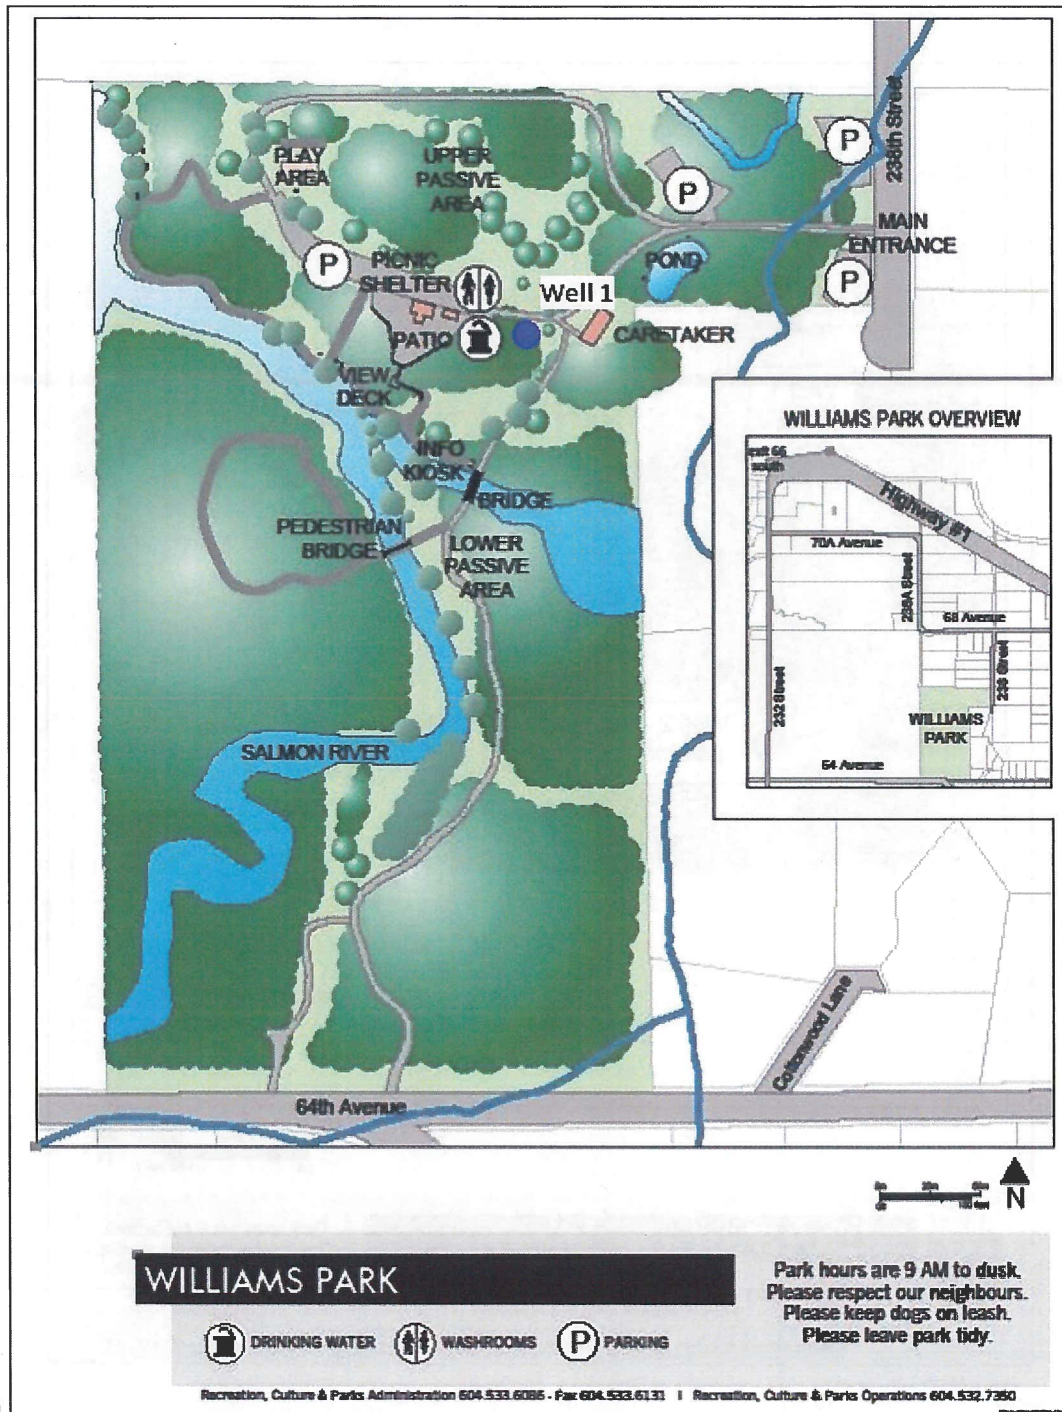 238th Street
P
P
PLAY
AREA
UPPER
PASSIVE
AREA
MAIN
ENTRANCE
P
PICNIC
SHELTER
POND
P
Well 1
PATIO
CARETAKER
VIEW
DECK
WILLIAMS PARK OVERVIEW
INFO
KIOSK
BRIDGE
exit 66
south
Highway #1
PEDESTRIAN
BRIDGE
LOWER
PASSIVE
AREA
70A Avenue
68 Avenue
232 Street
WILLIAMS
PARK
64 Avenue
SALMON RIVER
Cottonwood Lane
64th Avenue
N
WILLIAMS PARK
DRINKING WATER
WASHROOMS
P PARKING
Park hours are 9 AM to dusk.
Please respect our neighbours.
Please keep dogs on leash.
Please leave park tidy.
Recreation, Culture & Parks Administration 604.533.6086 - Fax 604.533.6131 | Recreation, Culture & Parks Operations 604.532.7350